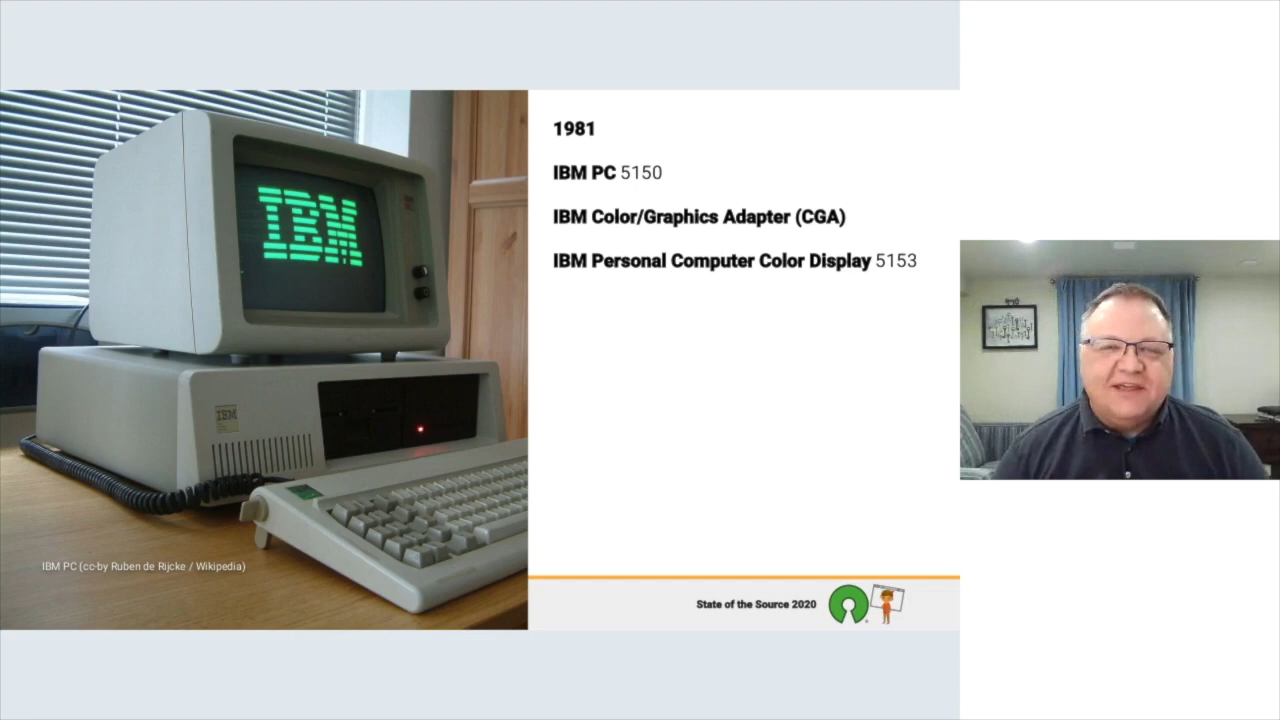 IBM
IBM
IBM PC (cc-by Ruben de Rijcke / Wikipedia)
1981
IBM PC 5150
IBM Color/Graphics Adapter (CGA)
IBM Personal Computer Color Display 5153
State of the Source 2020